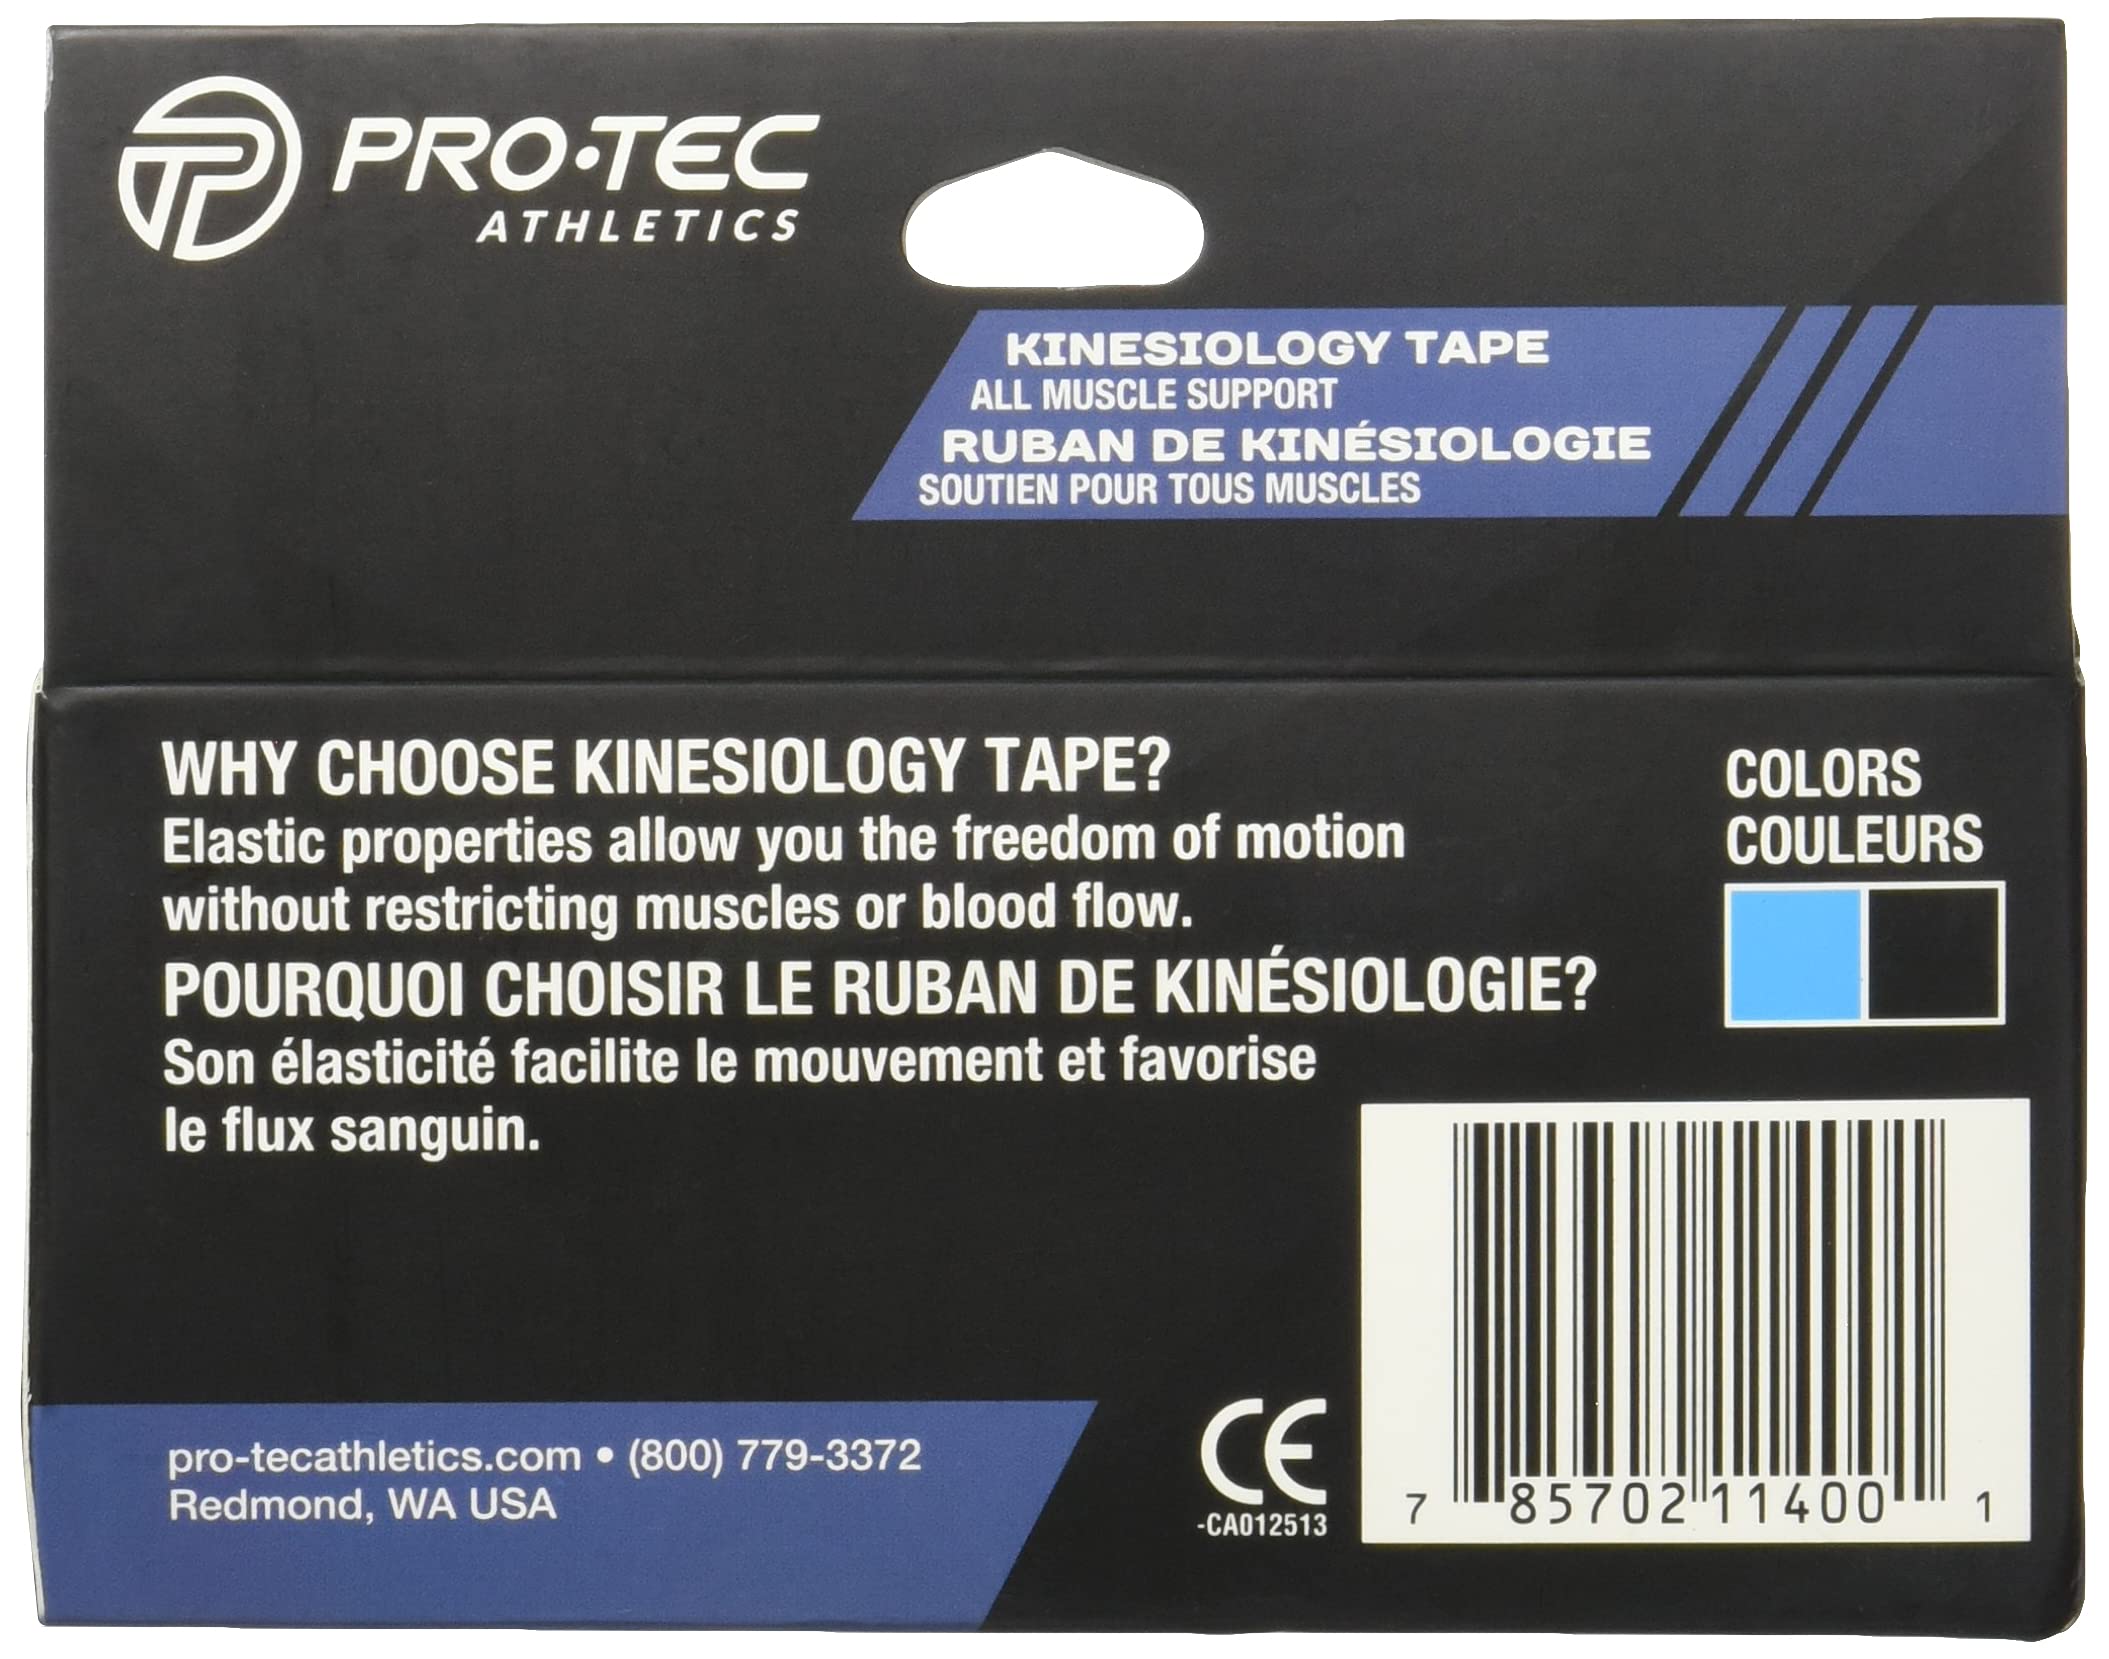 PRO•TEC
ATHLETICS
KINESIOLOGY TAPE
ALL MUSCLE SUPPORT
RUBAN DE KINÉSIOLOGIE
SOUTIEN POUR TOUS MUSCLES
WHY CHOOSE KINESIOLOGY TAPE?
Elastic properties allow you the freedom of motion
without restricting muscles or blood flow.
POURQUOI CHOISIR LE RUBAN DE KINÉSIOLOGIE?
Son élasticité facilite le mouvement et favorise
le flux sanguin.
COLORS
COULEURS
pro-tecathletics.com • (800) 779-3372
Redmond, WA USA
CE
-CA012513
7 85702 11400 1